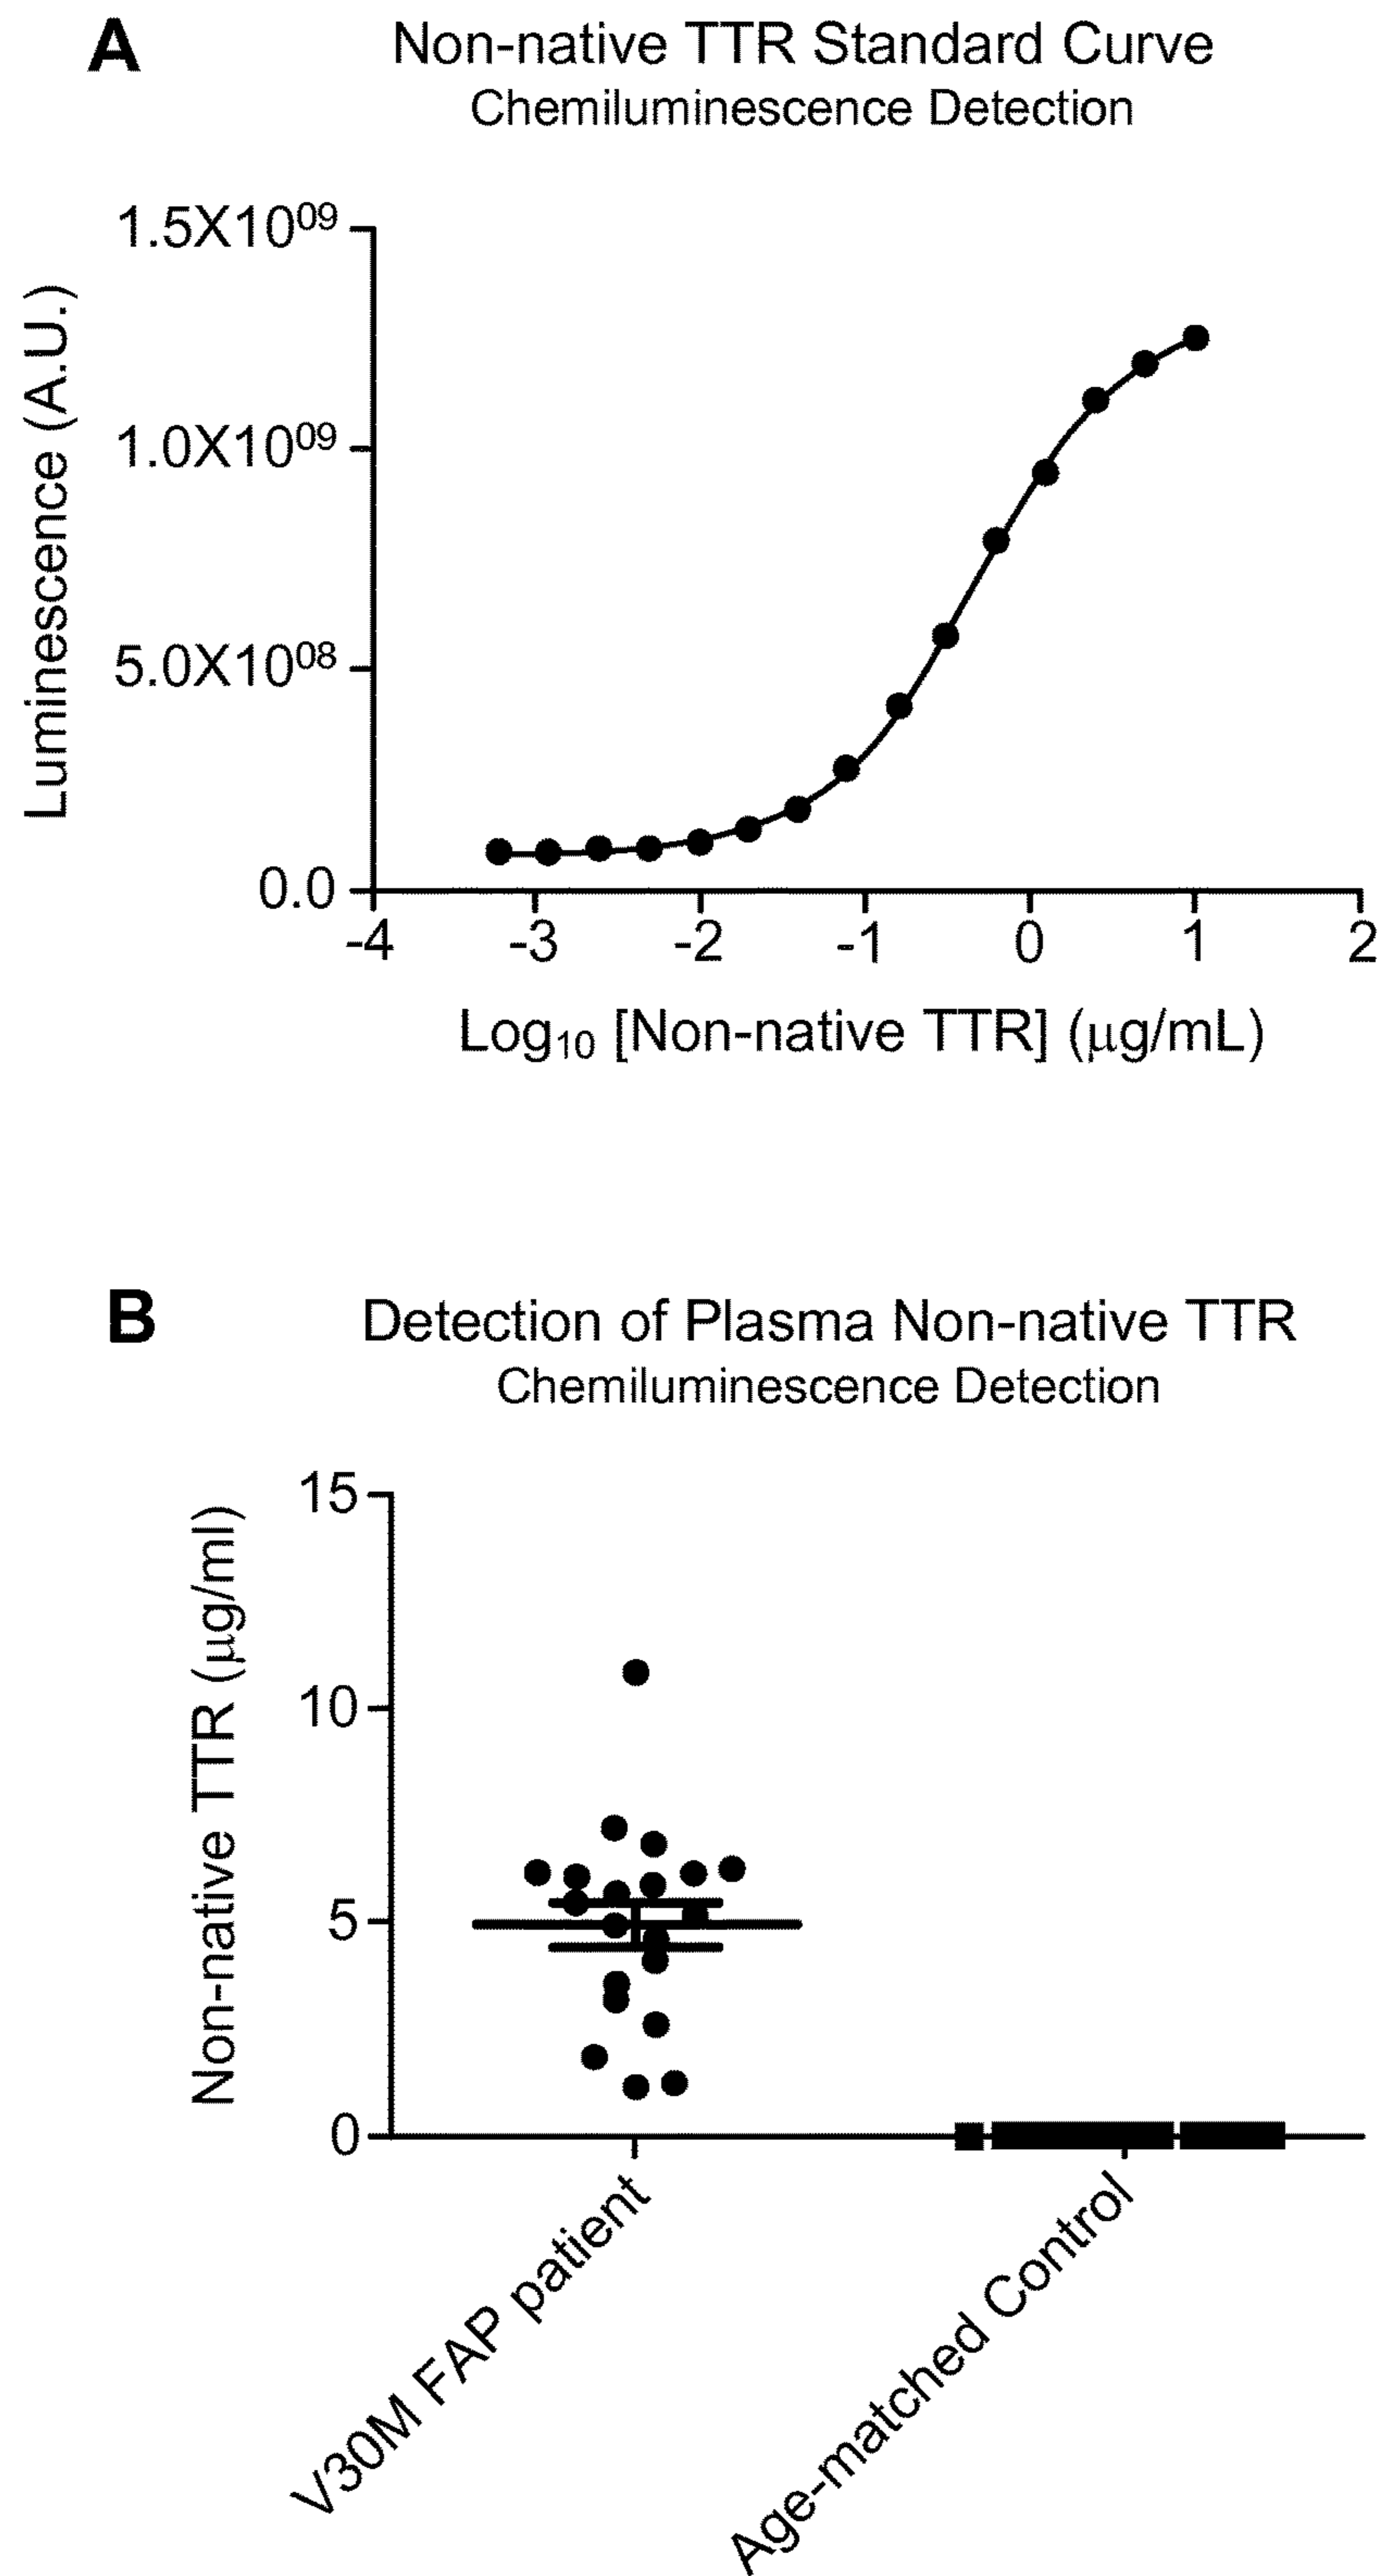 A
Non-native TTR Standard Curve
Chemiluminescence Detection
Luminescence (A.U.)
1.5X10⁰⁹
1.0X10⁰⁹
5.0X10⁰⁸
0.0
-4 -3 -2 -1 0 1 2
Log₁₀ [Non-native TTR] (μg/mL)
B
Detection of Plasma Non-native TTR
Chemiluminescence Detection
Non-native TTR (μg/ml)
15
10
5
0
V30M FAP patient
Age-matched Control